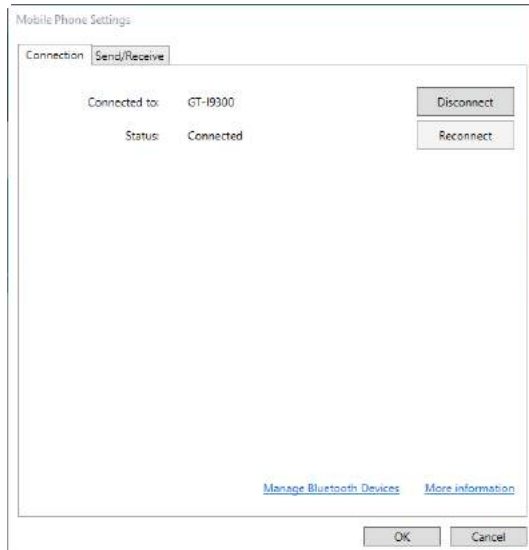 Mobile Phone Settings
Connection Send/Receive
Connected to: GT-I9300 Disconnect
Status: Connected Reconnect
Manage Bluetooth Devices More information
OK Cancel